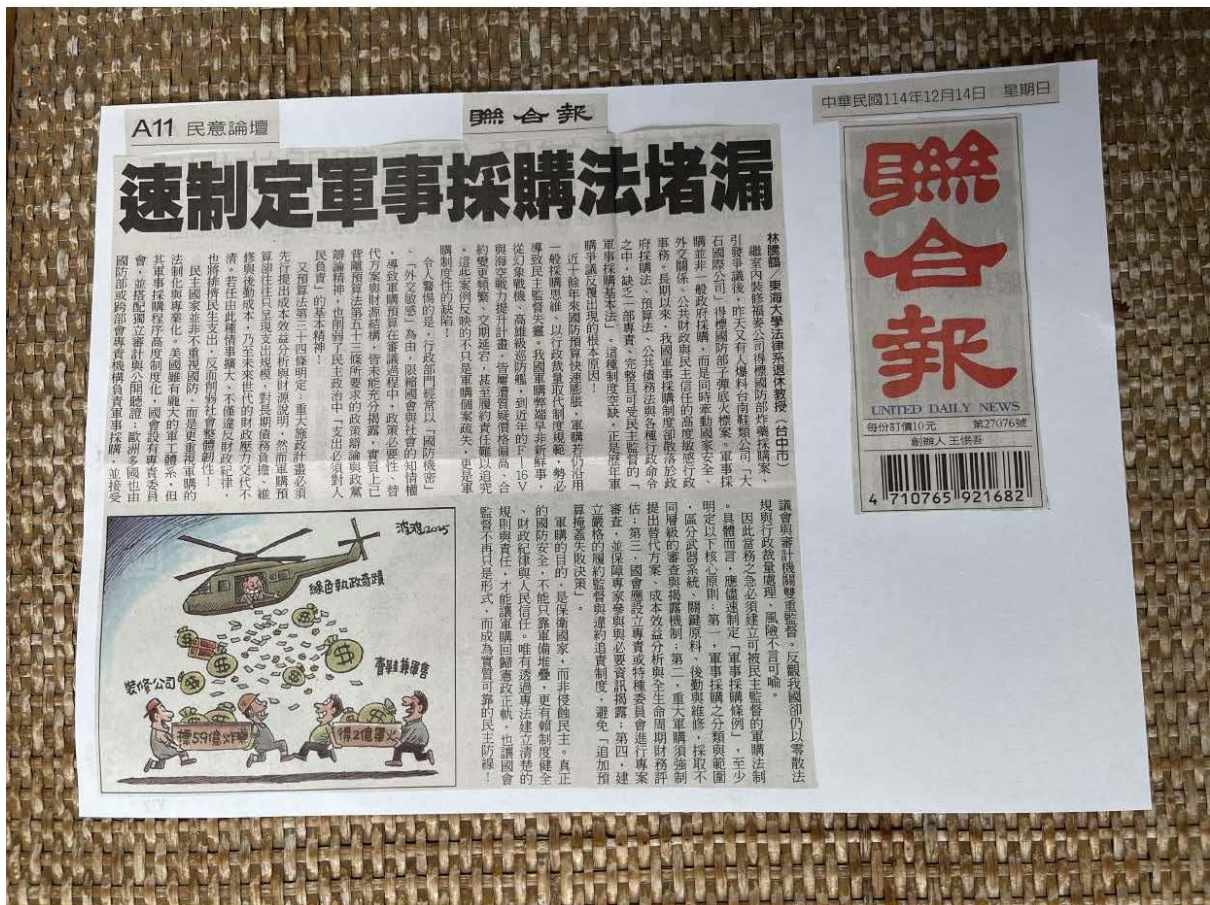 A11 民意論壇
聯合報
中華民國114年12月14日 星期日
速制定軍事採購法堵漏
林騰鷂／東海大學法律系退休教授（台中市）
繼室內裝修福麥公司得標國防部炸藥採購案、
引發爭議後，昨天又有人爆料台南鞋類公司「大
石國際公司」得標國防部子彈底火標案。軍事採
購並非一般政府採購，而是同時牽動國家安全、
外交關係、公共財政與民主信任的高度敏感行政
事務。長期以來，我國軍事採購制度卻散落於政
府採購法、預算法、公共債務法與各種行政命令
之中，缺乏一部專責、完整且可受民主監督的「
軍事採購基本法」。這種制度空缺，正是歷年軍
購爭議反覆出現的根本原因！
近十餘年來國防預算快速膨脹，軍購若仍沿用
一般採購思維、以行政裁量取代制度規範，勢必
導致民主監督失靈。我國軍購弊端早非新鮮事，
從幻象戰機、高雄級巡防艦，到近年的F－16V
與海空戰力提升計畫，皆屢遭質疑價格偏高、合
約變更頻繁、交期延宕，甚至履約責任難以追究
。這此案例反映的不只是軍購個案疏失，更是軍
購制度性的缺陷！
令人警惕的是，行政部門經常以「國防機密」
、「外交敏感」為由，限縮國會與社會的知情權
，導致軍購預算在審議過程中，政策必要性、替
代方案與財源結構，皆未能充分揭露，實質上已
背離預算法第五十三條所要求的政策辯論與政黨
辯論精神，也削弱了民主政治中「支出必須對人
民負責」的基本精神！
又預算法第三十四條明定：重大施政計畫必須
先行提出成本效益分析與財源說明，然而軍購預
算卻往往只呈現支出規模，對長期債務負擔、維
修與後勤成本，乃至未來世代的財政壓力交代不
清。若任由此種情事擴大，不僅違反財政紀律，
也將排擠民生支出，反而削弱社會整體韌性！
民主國家並非不重視國防，而是更重視軍購的
法制化與專業化。美國雖有龐大的軍工體系，但
其軍事採購程序高度制度化，國會設有專責委員
會，並搭配獨立審計與公開聽證；歐洲多國也由
國防部或跨部會專責機構負責軍事採購，並接受
議會與審計機關雙重監督。反觀我國卻仍以零散法
規與行政裁量處理，風險不言可喻。
因此當務之急必須建立可被民主監督的軍購法制
。具體而言，應儘速制定「軍事採購條例」，至少
明定以下核心原則：第一，軍事採購之分類與範圍
，區分武器系統、關鍵原料、後勤與維修，採取不
同層級的審查與揭露機制；第二，重大軍購須強制
提出替代方案、成本效益分析與全生命周期財務評
估；第三，國會應設立專責或特種委員會進行專案
審查，並保障專家參與與必要資訊揭露；第四，建
立嚴格的履約監督與違約追責制度，避免「追加預
算掩蓋失敗決策」。
軍購的目的，是保衛國家，而非侵蝕民主。真正
的國防安全，不能只靠軍備堆疊，更有賴制度健全
、財政紀律與人民信任。唯有透過專法建立清楚的
規則與責任，才能讓軍購回歸憲政正軌，也讓國會
監督不再只是形式，而成為實質可靠的民主防線！
波波2025
綠色執政奇蹟
裝修公司
賣鞋兼軍售
標59億炸藥
得2億軍火
聯合報
UNITED DAILY NEWS
每份訂價10元 第27076號
創辦人 王惕吾
4 710765 921682